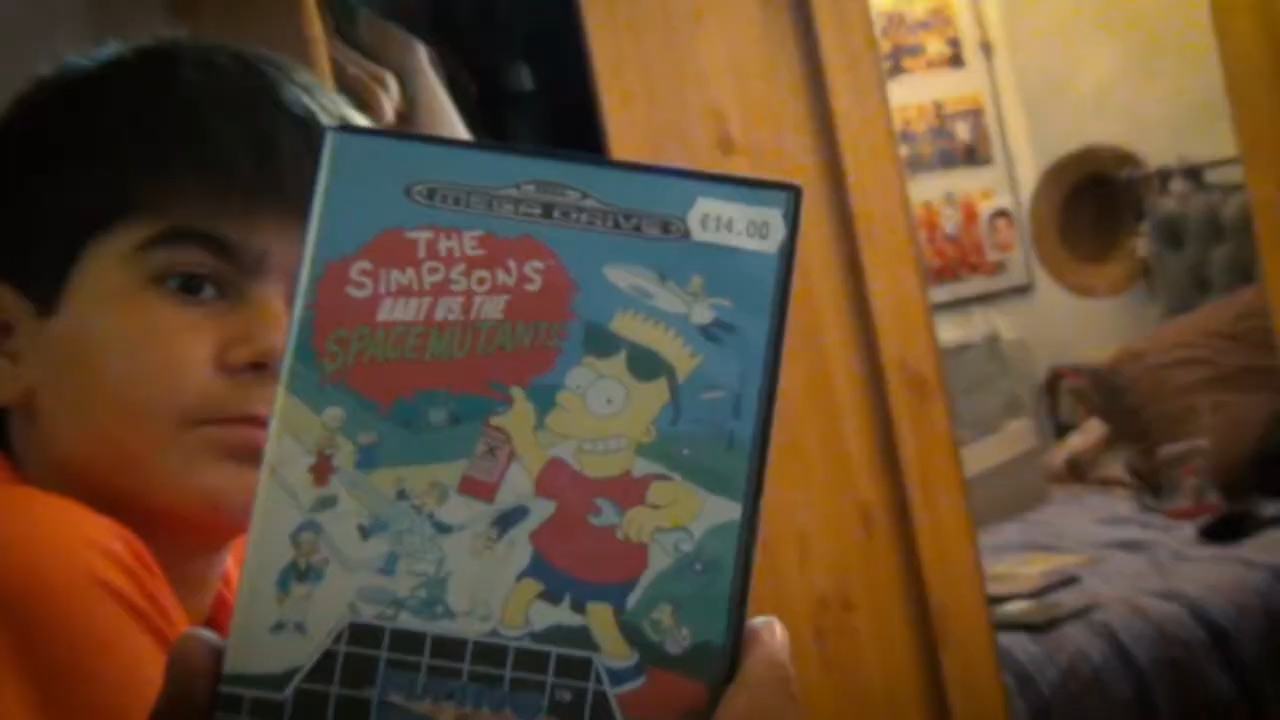 MEGA DRIVE
€14.00
THE
SIMPSONS
BART VS. THE
SPACE MUTANTS